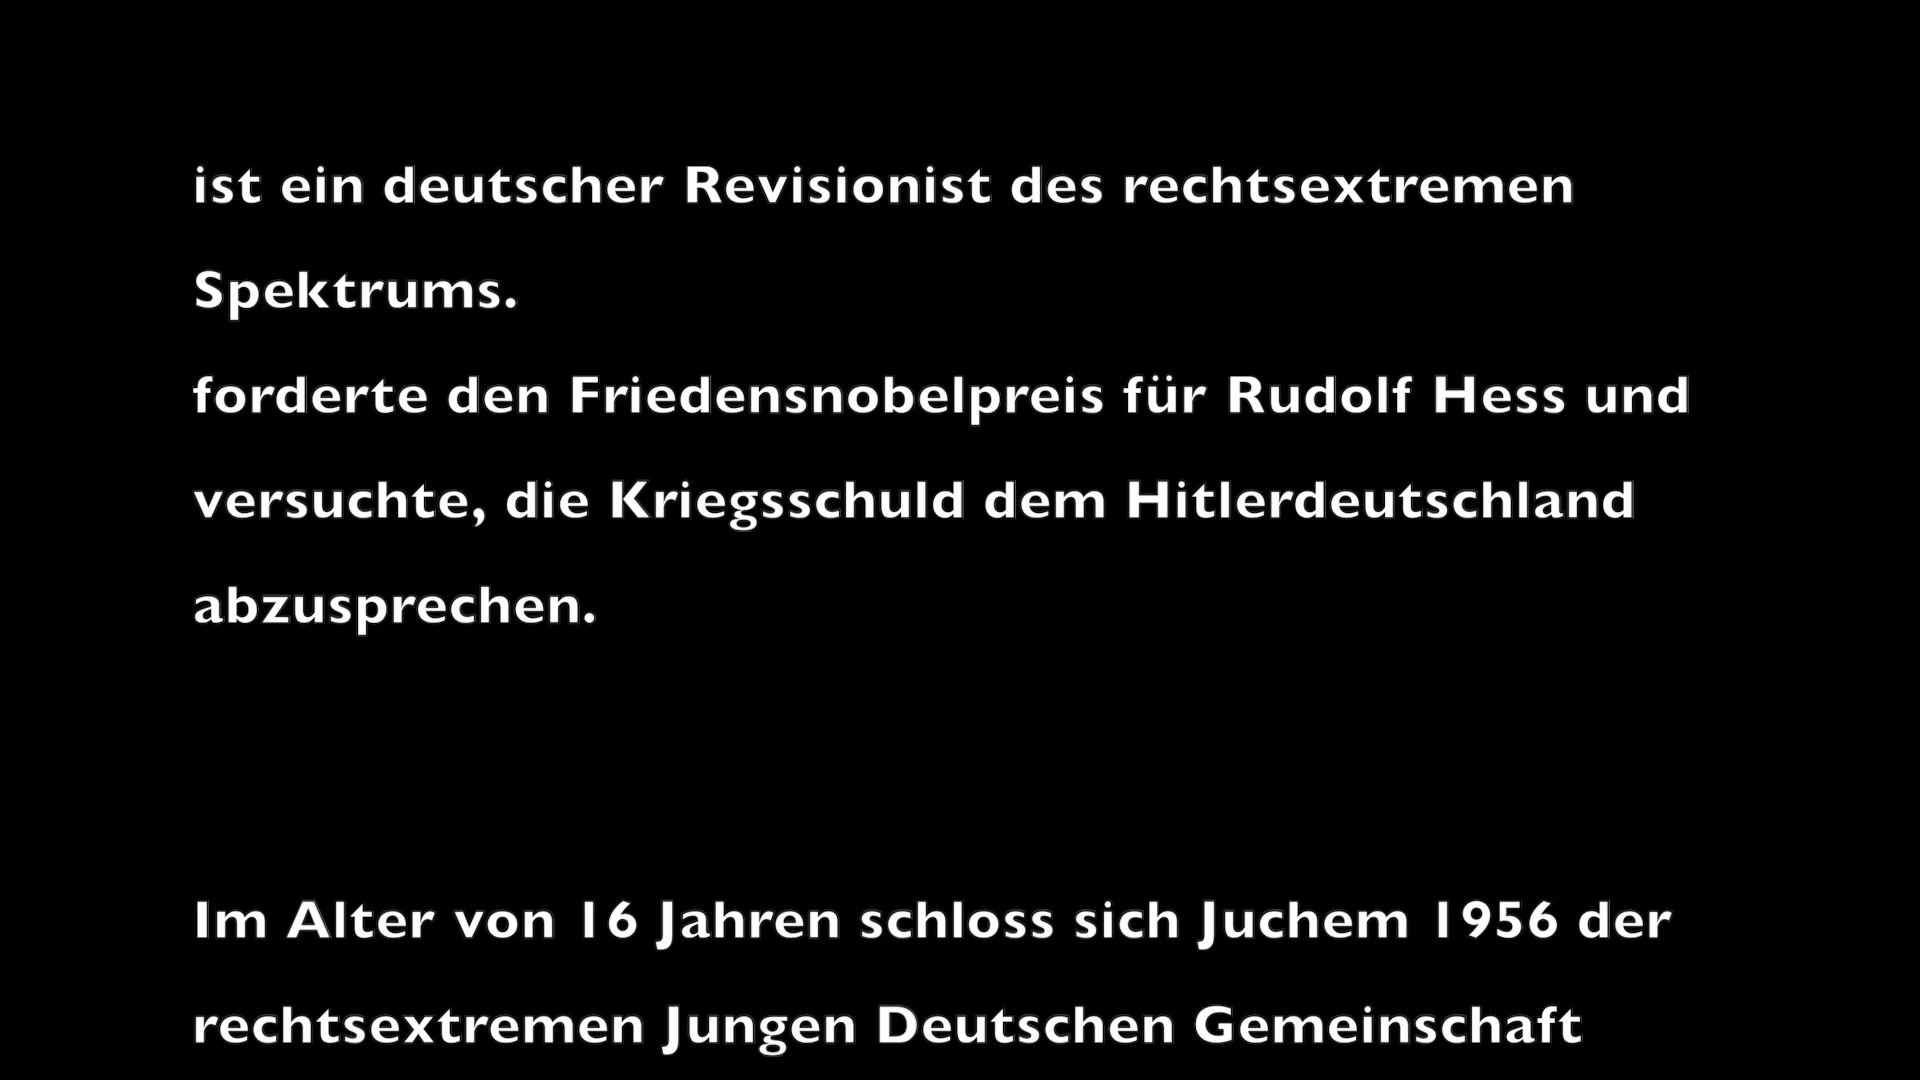 ist ein deutscher Revisionist des rechtsextremen
Spektrums.
forderte den Friedensnobelpreis für Rudolf Hess und
versuchte, die Kriegsschuld dem Hitlerdeutschland
abzusprechen.
Im Alter von 16 Jahren schloss sich Juchem 1956 der
rechtsextremen Jungen Deutschen Gemeinschaft